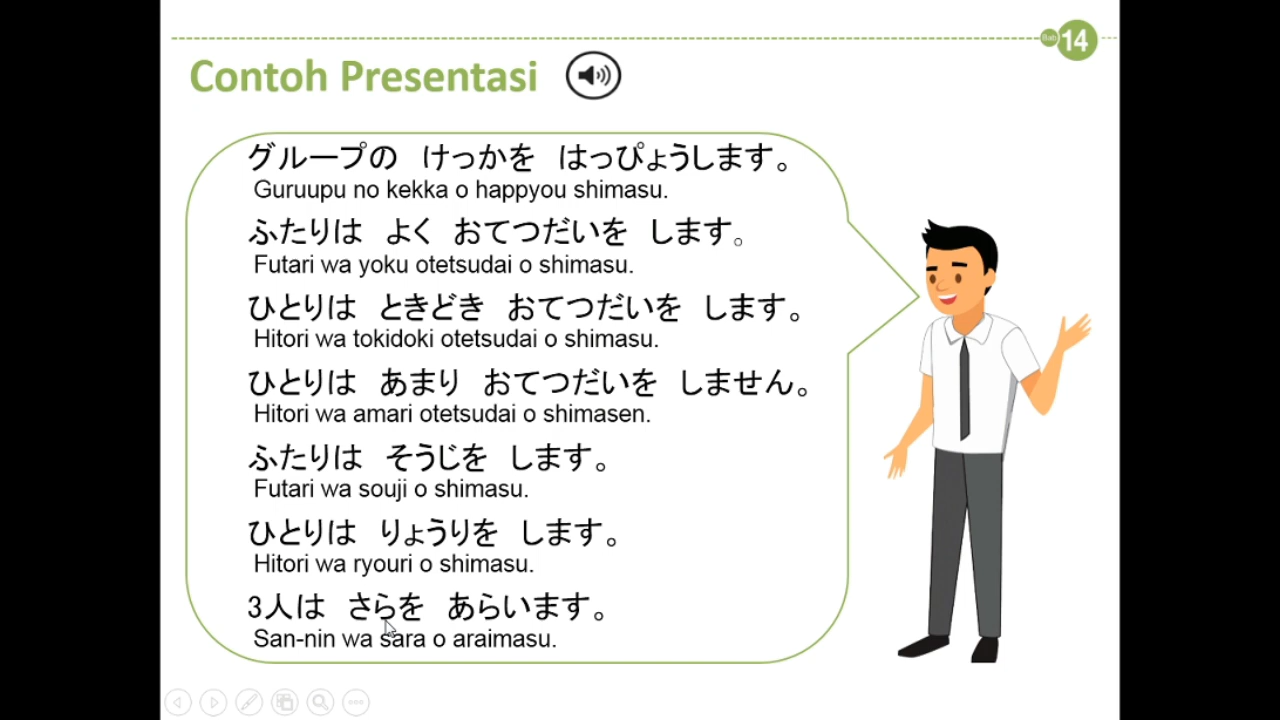 Bab 14
Contoh Presentasi
グループの けっかを はっぴょうします。
Guruupu no kekka o happyou shimasu.
ふたりは よく おてつだいを します。
Futari wa yoku otetsudai o shimasu.
ひとりは ときどき おてつだいを します。
Hitori wa tokidoki otetsudai o shimasu.
ひとりは あまり おてつだいを しません。
Hitori wa amari otetsudai o shimasen.
ふたりは そうじを します。
Futari wa souji o shimasu.
ひとりは りょうりを します。
Hitori wa ryouri o shimasu.
3人は さらを あらいます。
San-nin wa sara o araimasu.